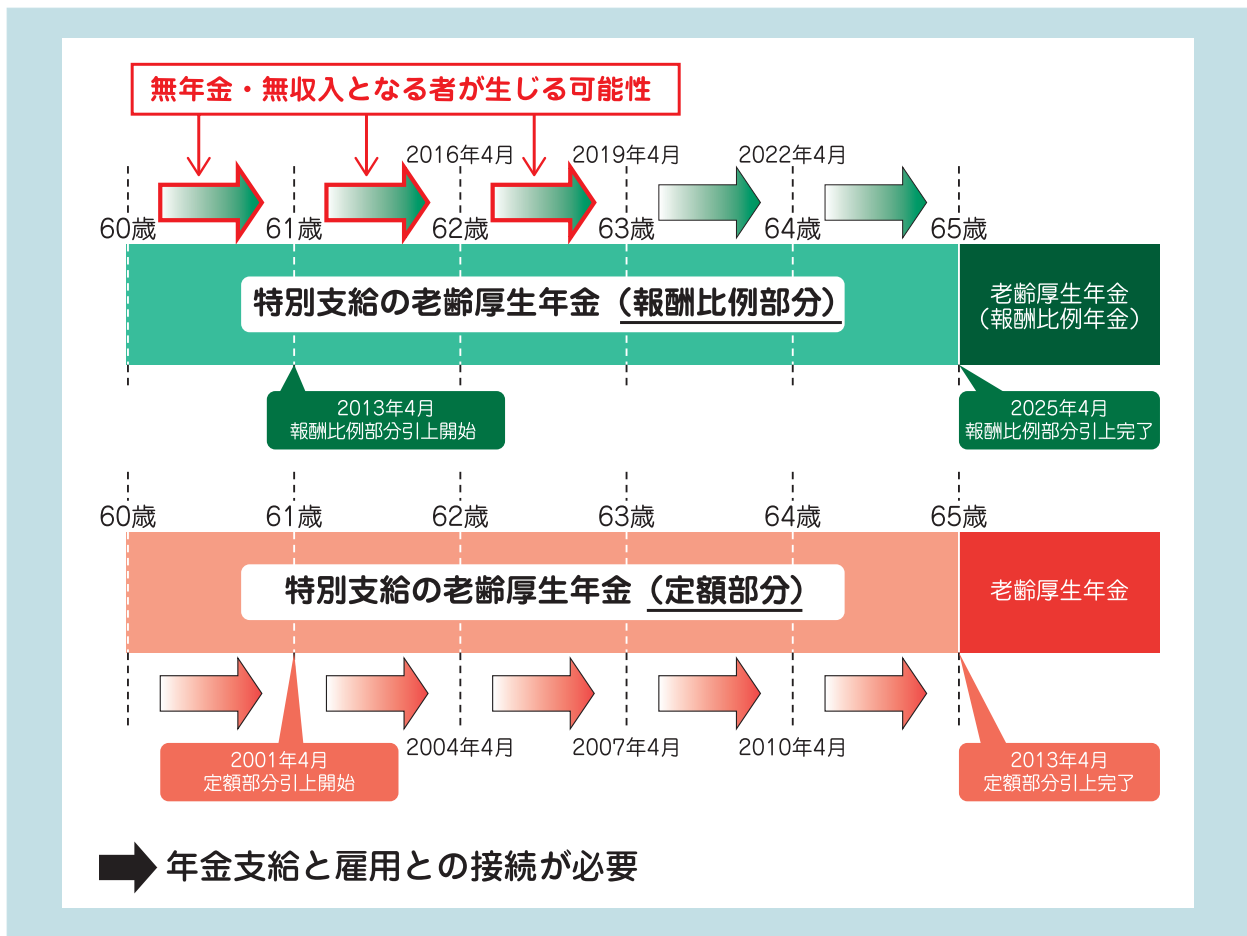 無年金・無収入となる者が生じる可能性
2016年4月 2019年4月 2022年4月
60歳 61歳 62歳 63歳 64歳 65歳
特別支給の老齢厚生年金（報酬比例部分）
老齢厚生年金
（報酬比例年金）
2013年4月
報酬比例部分引上開始
2025年4月
報酬比例部分引上完了
60歳 61歳 62歳 63歳 64歳 65歳
特別支給の老齢厚生年金（定額部分）
老齢厚生年金
2004年4月 2007年4月 2010年4月
2001年4月
定額部分引上開始
2013年4月
定額部分引上完了
年金支給と雇用との接続が必要